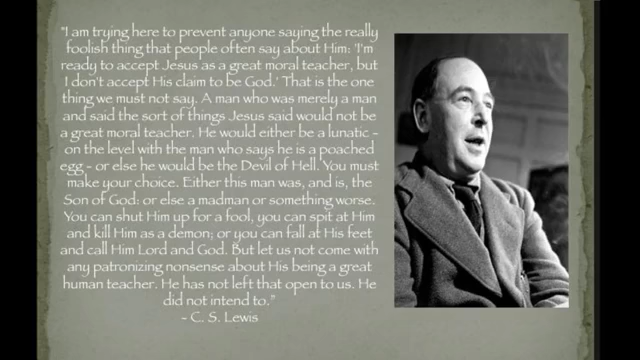 "I am trying here to prevent anyone saying the really
foolish thing that people often say about Him: 'I'm
ready to accept Jesus as a great moral teacher, but
I don't accept His claim to be God.' That is the one
thing we must not say. A man who was merely a man
and said the sort of things Jesus said would not be
a great moral teacher. He would either be a lunatic -
on the level with the man who says he is a poached
egg - or else he would be the Devil of Hell. You must
make your choice. Either this man was, and is, the
Son of God: or else a madman or something worse.
You can shut Him up for a fool, you can spit at Him
and kill Him as a demon; or you can fall at His feet
and call Him Lord and God. But let us not come with
any patronizing nonsense about His being a great
human teacher. He has not left that open to us. He
did not intend to."
- C. S. Lewis